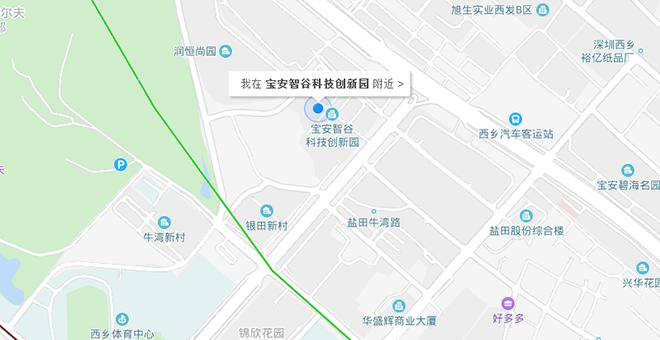 尔夫
旭生实业西发B区
润恒尚园
深圳西乡
裕亿纸品厂
我在 宝安智谷科技创新园 附近 >
宝安智谷
科技创新园
西乡汽车客运站
P
宝安碧海名园
银田新村
盐田牛湾路
牛湾新村
盐田股份综合楼
兴华花园
好多多
华盛辉商业大厦
西乡体育中心
锦欣花园